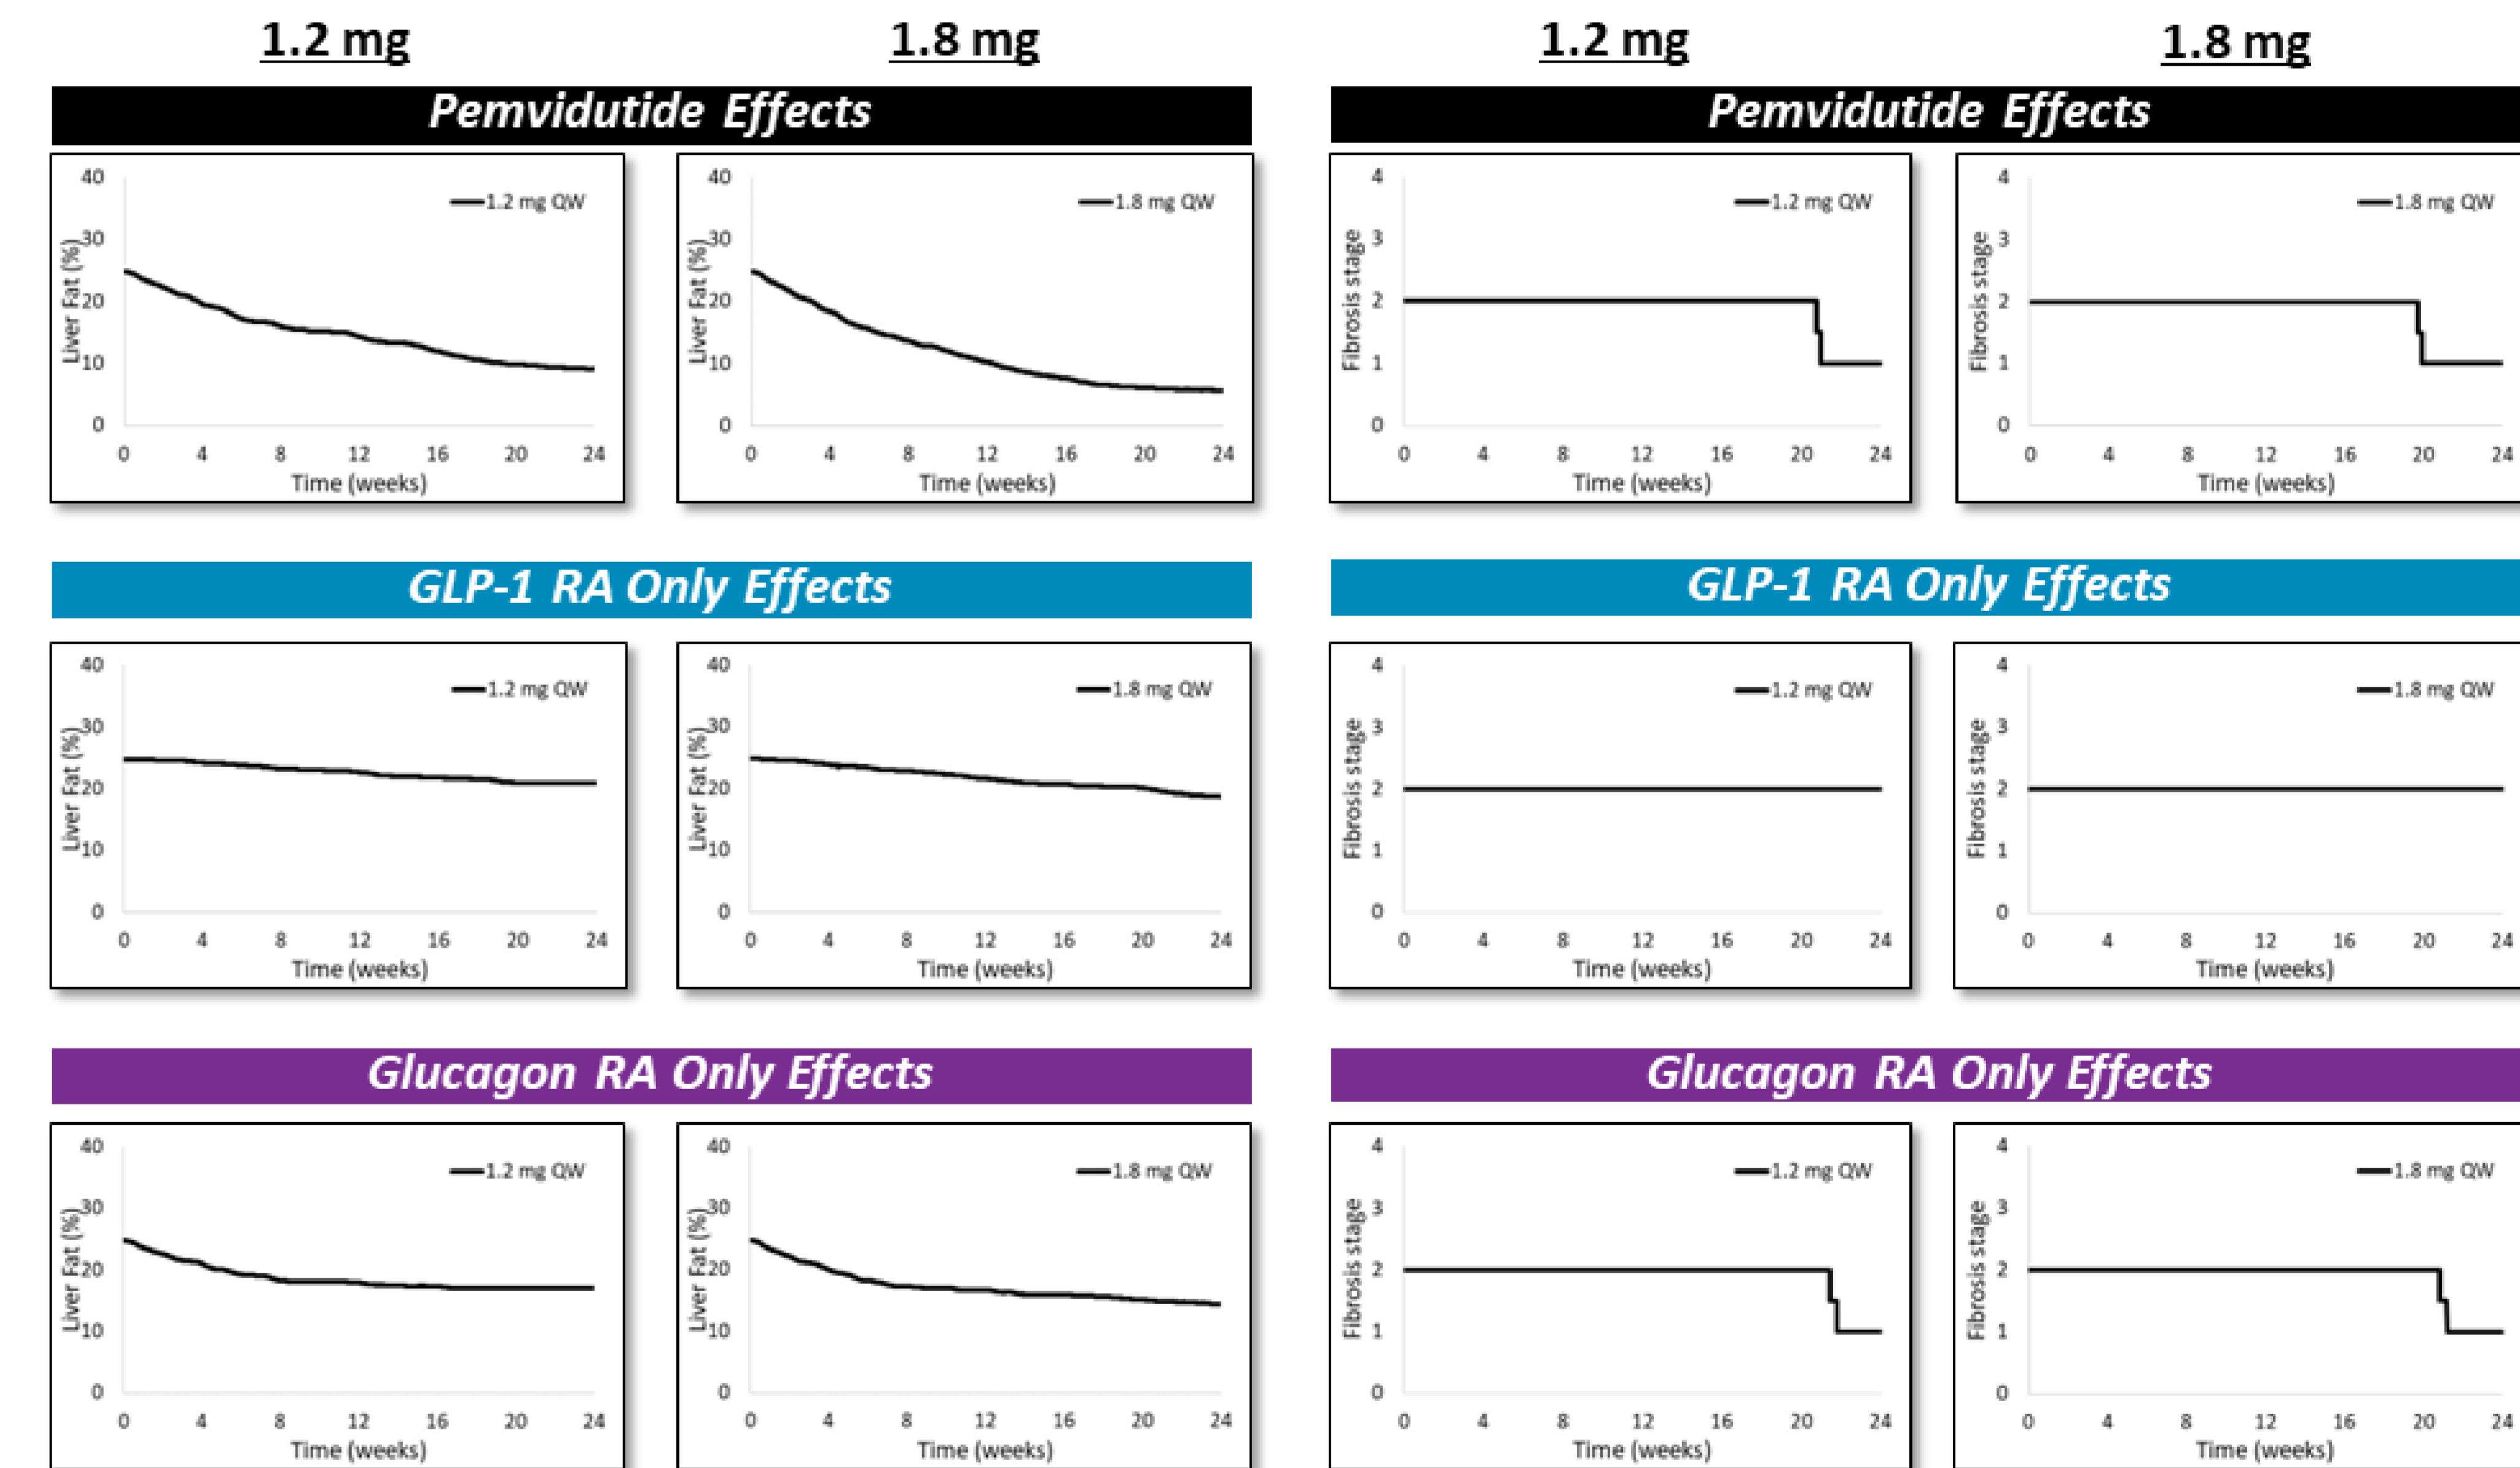 1.2 mg
1.8 mg
1.2 mg
1.8 mg
Pemvidutide Effects
Pemvidutide Effects
40
30
20
10
0
Liver Fat (%)
1.2 mg QW
0 4 8 12 16 20 24
Time (weeks)
40
30
20
10
0
Liver Fat (%)
1.8 mg QW
0 4 8 12 16 20 24
Time (weeks)
4
3
2
1
0
Fibrosis stage
1.2 mg QW
0 4 8 12 16 20 24
Time (weeks)
4
3
2
1
0
Fibrosis stage
1.8 mg QW
0 4 8 12 16 20 24
Time (weeks)
GLP-1 RA Only Effects
GLP-1 RA Only Effects
40
30
20
10
0
Liver Fat (%)
1.2 mg QW
0 4 8 12 16 20 24
Time (weeks)
40
30
20
10
0
Liver Fat (%)
1.8 mg QW
0 4 8 12 16 20 24
Time (weeks)
4
3
2
1
0
Fibrosis stage
1.2 mg QW
0 4 8 12 16 20 24
Time (weeks)
4
3
2
1
0
Fibrosis stage
1.8 mg QW
0 4 8 12 16 20 24
Time (weeks)
Glucagon RA Only Effects
Glucagon RA Only Effects
40
30
20
10
0
Liver Fat (%)
1.2 mg QW
0 4 8 12 16 20 24
Time (weeks)
40
30
20
10
0
Liver Fat (%)
1.8 mg QW
0 4 8 12 16 20 24
Time (weeks)
4
3
2
1
0
Fibrosis stage
1.2 mg QW
0 4 8 12 16 20 24
Time (weeks)
4
3
2
1
0
Fibrosis stage
1.8 mg QW
0 4 8 12 16 20 24
Time (weeks)